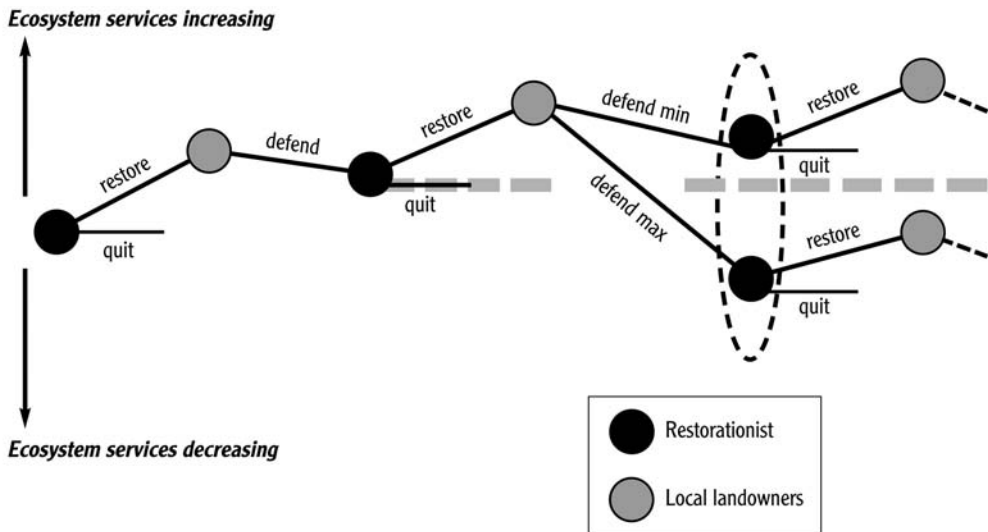 Ecosystem services increasing
restore
defend
quit
restore
quit
defend min
defend max
restore
quit
restore
quit
Ecosystem services decreasing
Restorationist
Local landowners